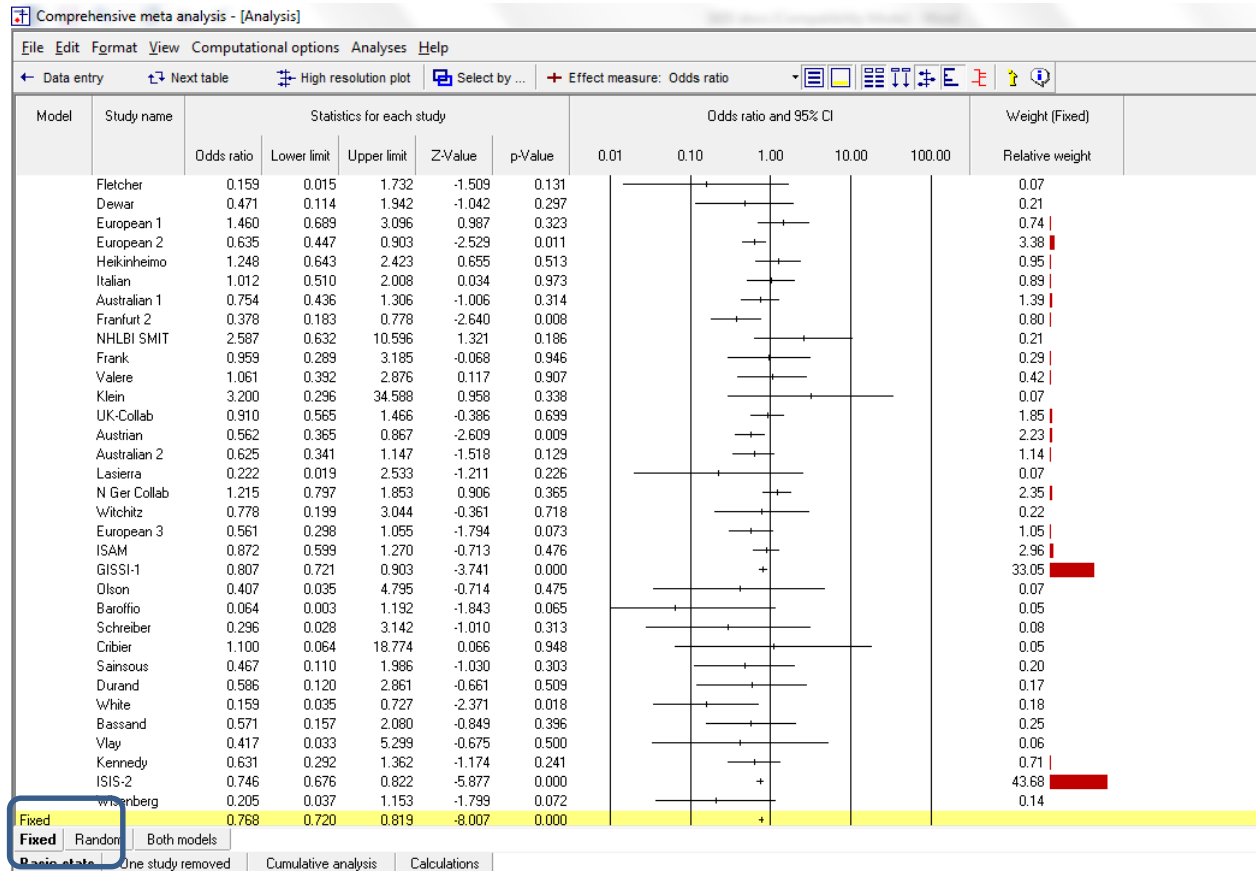 Comprehensive meta analysis - [Analysis]
File Edit Format View Computational options Analyses Help
← Data entry Next table High resolution plot Select by ... + Effect measure: Odds ratio
Model Study name Statistics for each study Odds ratio and 95% CI Weight (Fixed)
Odds ratio Lower limit Upper limit Z-Value p-Value 0.01 0.10 1.00 10.00 100.00 Relative weight
Fletcher 0.159 0.015 1.732 -1.509 0.131 0.07
Dewar 0.471 0.114 1.942 -1.042 0.297 0.21
European 1 1.460 0.689 3.096 0.987 0.323 0.74
European 2 0.635 0.447 0.903 -2.529 0.011 3.38
Heikinheimo 1.248 0.643 2.423 0.655 0.513 0.95
Italian 1.012 0.510 2.008 0.034 0.973 0.89
Australian 1 0.754 0.436 1.306 -1.006 0.314 1.39
Franfurt 2 0.378 0.183 0.778 -2.640 0.008 0.80
NHLBI SMIT 2.587 0.632 10.596 1.321 0.186 0.21
Frank 0.959 0.289 3.185 -0.068 0.946 0.29
Valere 1.061 0.392 2.876 0.117 0.907 0.42
Klein 3.200 0.296 34.588 0.958 0.338 0.07
UK-Collab 0.910 0.565 1.466 -0.386 0.699 1.85
Austrian 0.562 0.365 0.867 -2.609 0.009 2.23
Australian 2 0.625 0.341 1.147 -1.518 0.129 1.14
Lasierra 0.222 0.019 2.533 -1.211 0.226 0.07
N Ger Collab 1.215 0.797 1.853 0.906 0.365 2.35
Witchitz 0.778 0.199 3.044 -0.361 0.718 0.22
European 3 0.561 0.298 1.055 -1.794 0.073 1.05
ISAM 0.872 0.599 1.270 -0.713 0.476 2.96
GISSI-1 0.807 0.721 0.903 -3.741 0.000 33.05
Olson 0.407 0.035 4.795 -0.714 0.475 0.07
Baroffio 0.064 0.003 1.192 -1.843 0.065 0.05
Schreiber 0.296 0.028 3.142 -1.010 0.313 0.08
Cribier 1.100 0.064 18.774 0.066 0.948 0.05
Sainsous 0.467 0.110 1.986 -1.030 0.303 0.20
Durand 0.586 0.120 2.861 -0.661 0.509 0.17
White 0.159 0.035 0.727 -2.371 0.018 0.18
Bassand 0.571 0.157 2.080 -0.849 0.396 0.25
Vlay 0.417 0.033 5.299 -0.675 0.500 0.06
Kennedy 0.631 0.292 1.362 -1.174 0.241 0.71
ISIS-2 0.746 0.676 0.822 -5.877 0.000 43.68
Wisenberg 0.205 0.037 1.153 -1.799 0.072 0.14
Fixed 0.768 0.720 0.819 -8.007 0.000
Fixed Random Both models
Basic stats One study removed Cumulative analysis Calculations